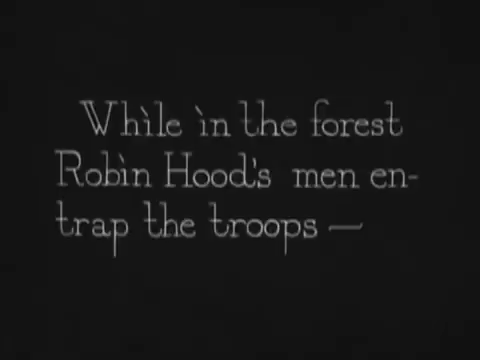 While in the forest
Robin Hood's men en-
trap the troops —